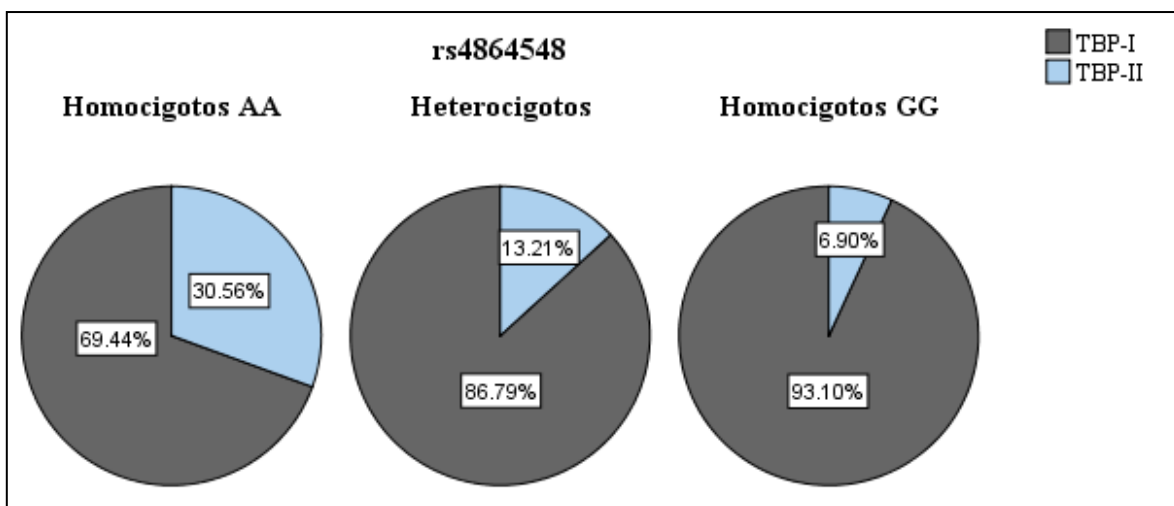 rs4864548
TBP-I
TBP-II
Homocigotos AA
Heterocigotos
Homocigotos GG
30.56%
69.44%
13.21%
86.79%
6.90%
93.10%